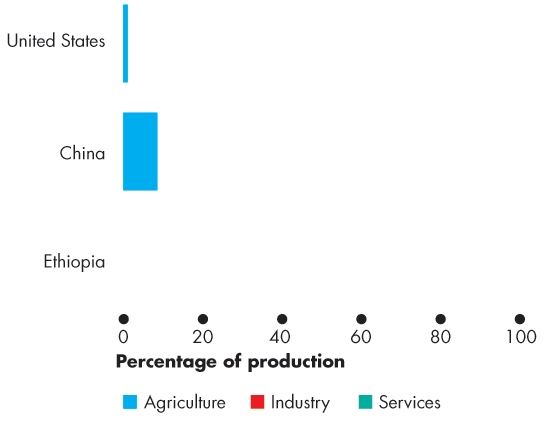 United States
China
Ethiopia
0 20 40 60 80 100
Percentage of production
Agriculture Industry Services